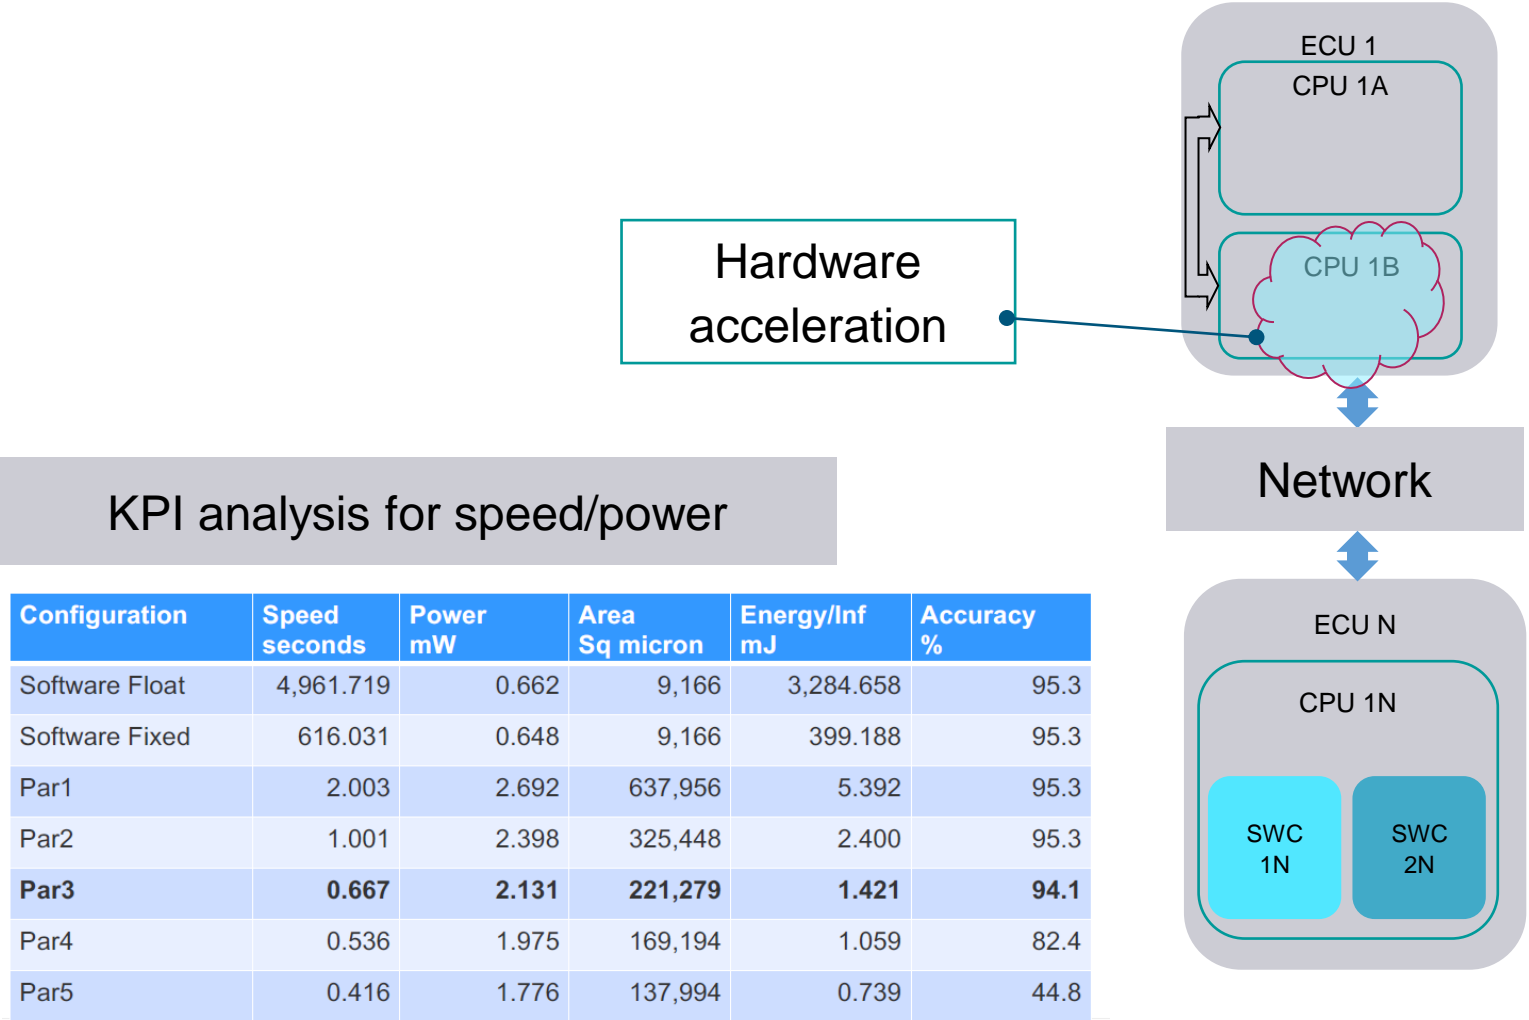 ECU 1
CPU 1A
Hardware
acceleration
CPU 1B
Network
KPI analysis for speed/power
Configuration Speed seconds Power mW Area Sq micron Energy/Inf mJ Accuracy %
Software Float 4,961.719 0.662 9,166 3,284.658 95.3
Software Fixed 616.031 0.648 9,166 399.188 95.3
Par1 2.003 2.692 637,956 5.392 95.3
Par2 1.001 2.398 325,448 2.400 95.3
Par3 0.667 2.131 221,279 1.421 94.1
Par4 0.536 1.975 169,194 1.059 82.4
Par5 0.416 1.776 137,994 0.739 44.8
ECU N
CPU 1N
SWC
1N
SWC
2N